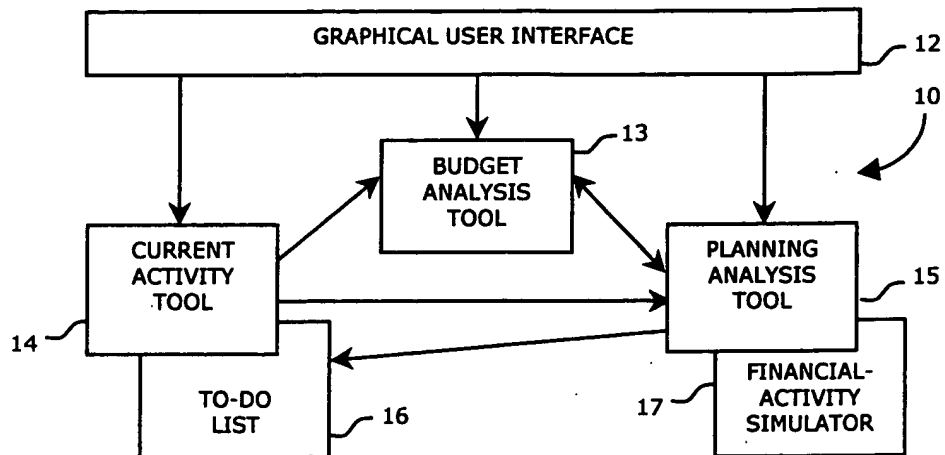 GRAPHICAL USER INTERFACE
12
10
13
BUDGET
ANALYSIS
TOOL
CURRENT
ACTIVITY
TOOL
PLANNING
ANALYSIS
TOOL
15
14
TO-DO
LIST
16
17
FINANCIAL-
ACTIVITY
SIMULATOR